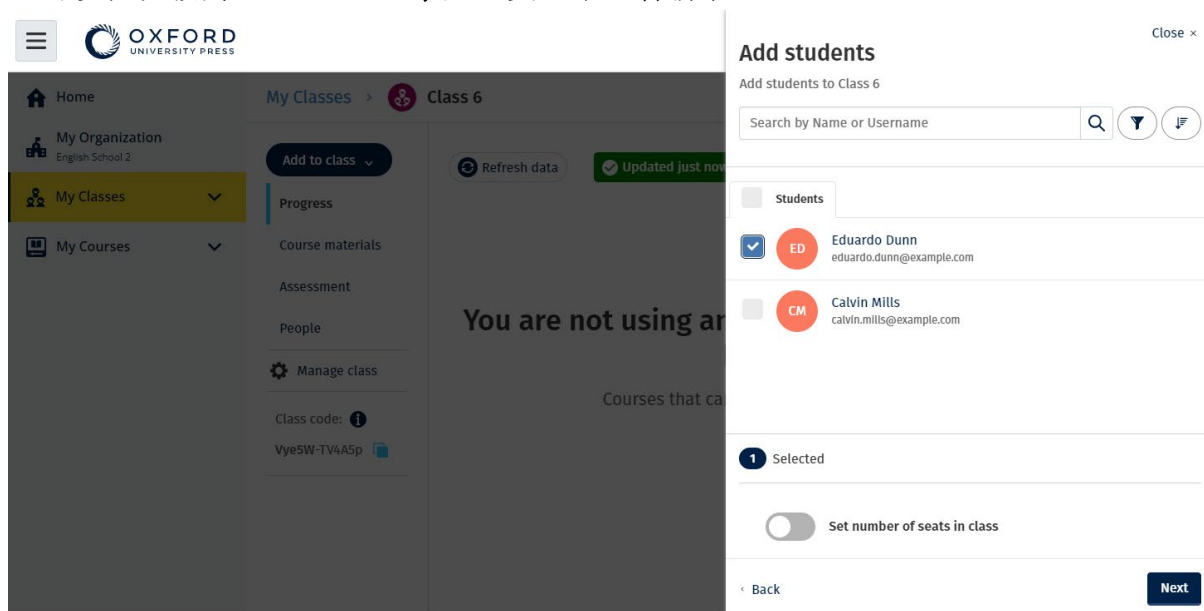 OXFORD
UNIVERSITY PRESS
Home
My Organization
English School 2
My Classes
My Courses
My Classes > Class 6
Add to class
Refresh data
Updated just now
Progress
Course materials
Assessment
People
Manage class
Class code:
Vye5W-TV4A5p
You are not using
Courses that
Close ×
Add students
Add students to Class 6
Search by Name or Username
Students
ED
Eduardo Dunn
eduardo.dunn@example.com
CM
Calvin Mills
calvin.mills@example.com
1 Selected
Set number of seats in class
‹ Back
Next